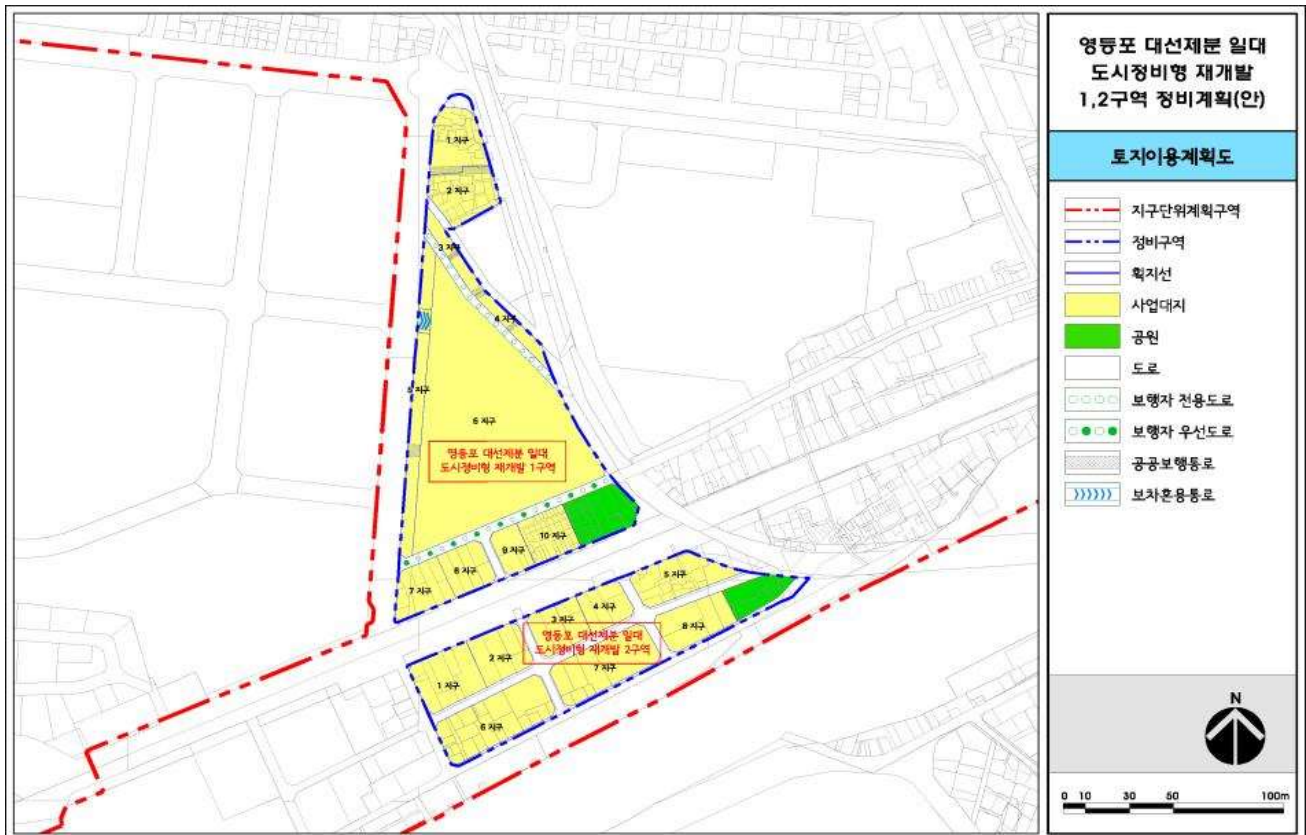 영등포 대선제분 일대
도시정비형 재개발
1,2구역 정비계획(안)
토지이용계획도
지구단위계획구역
정비구역
획지선
사업대지
공원
도로
보행자 전용도로
보행자 우선도로
공공보행통로
보차혼용통로
N
0 10 30 50 100m
1 지구
2 지구
3 지구
4 지구
5 지구
6 지구
영등포 대선제분 일대
도시정비형 재개발 1구역
7 지구
8 지구
9 지구
10 지구
1 지구
2 지구
3 지구
4 지구
5 지구
영등포 대선제분 일대
도시정비형 재개발 2구역
6 지구
7 지구
8 지구